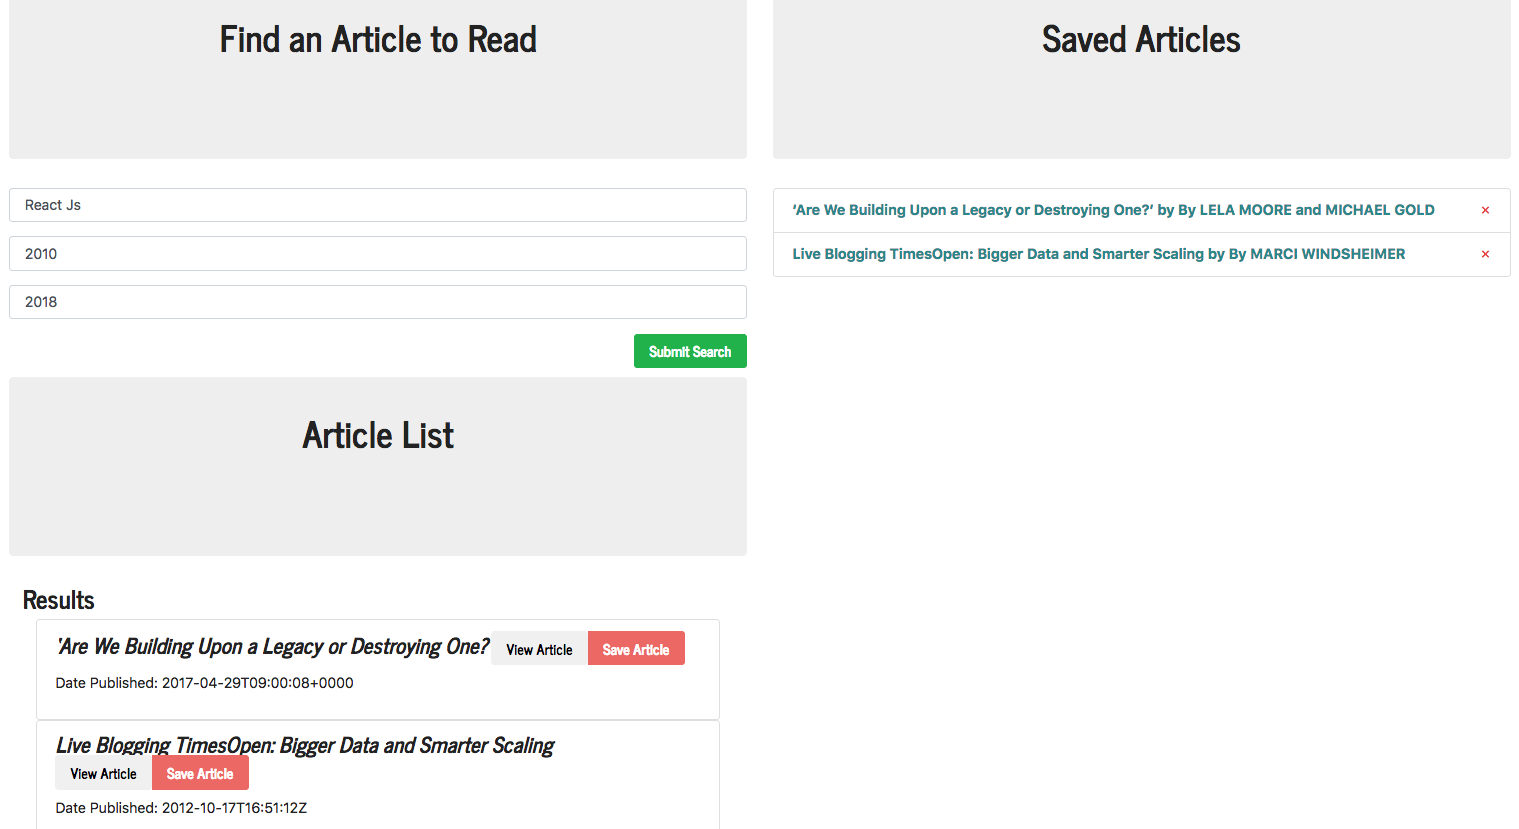 Find an Article to Read
React Js
2010
2018
Submit Search
Article List
Results
'Are We Building Upon a Legacy or Destroying One?'
View Article
Save Article
Date Published: 2017-04-29T09:00:08+0000
Live Blogging TimesOpen: Bigger Data and Smarter Scaling
View Article
Save Article
Date Published: 2012-10-17T16:51:12Z
Saved Articles
‘Are We Building Upon a Legacy or Destroying One?’ by By LELA MOORE and MICHAEL GOLD ×
Live Blogging TimesOpen: Bigger Data and Smarter Scaling by By MARCI WINDSHEIMER ×